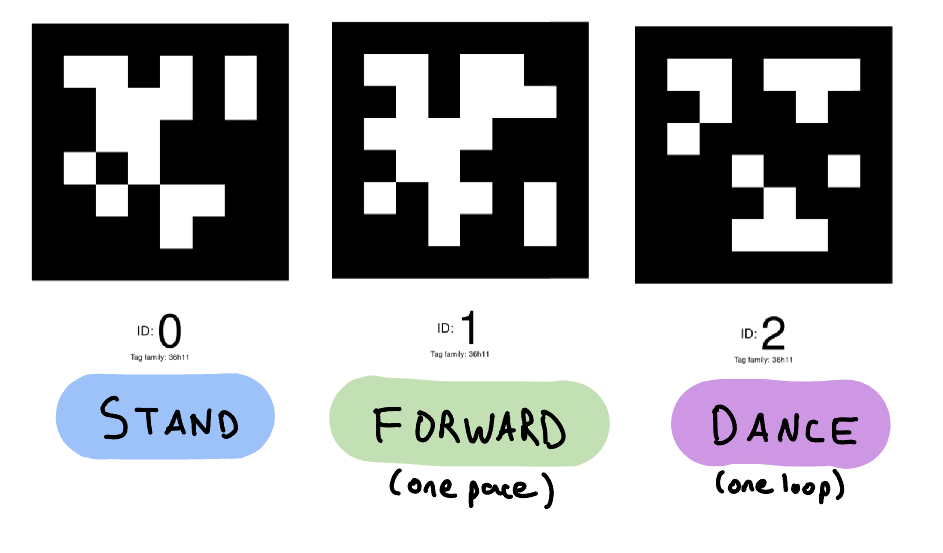 ID: 0
Tag family: 36h11
STAND
ID: 1
Tag family: 36h11
FORWARD
(one pace)
ID: 2
Tag family: 36h11
DANCE
(one loop)